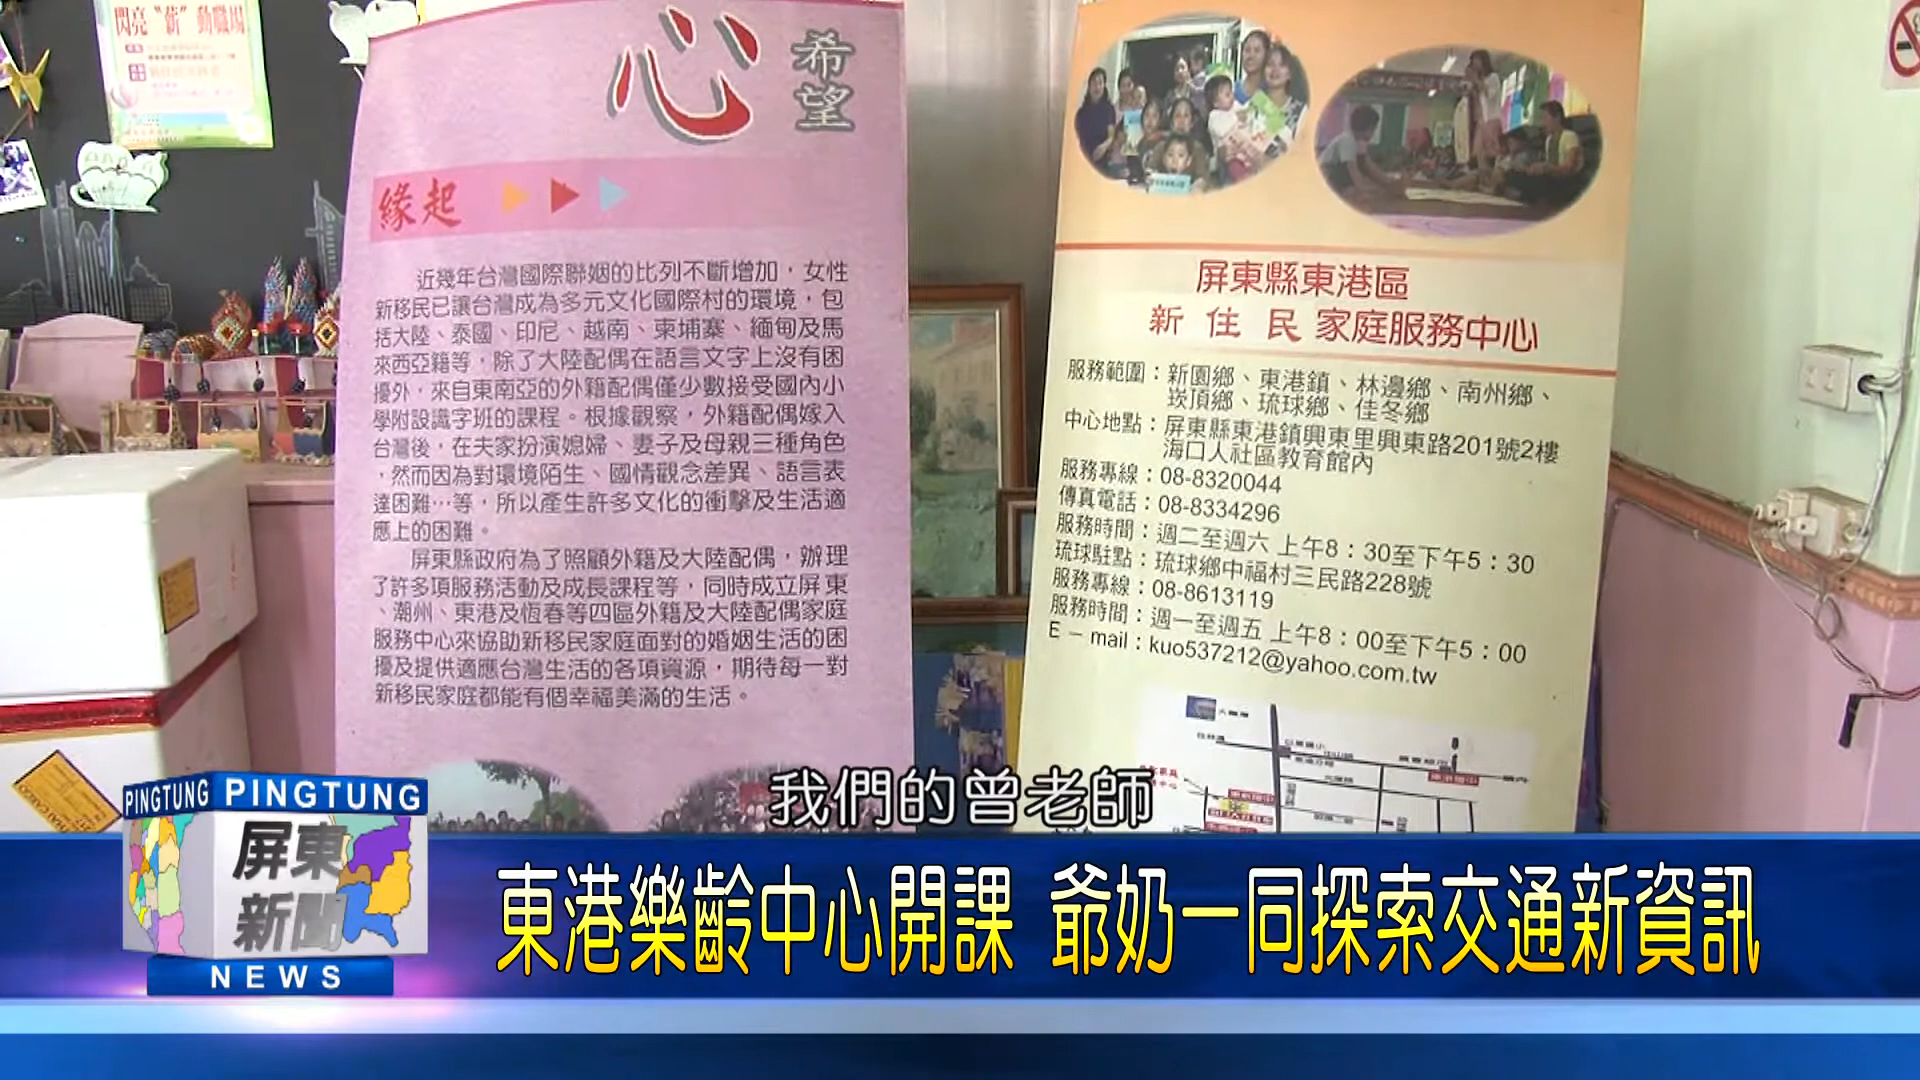 閃亮〝薪〞動職場
心
希望
緣起
近幾年台灣國際聯姻的比列不斷增加，女性
新移民已讓台灣成為多元文化國際村的環境，包
括大陸、泰國、印尼、越南、柬埔寨、緬甸及馬
來西亞籍等，除了大陸配偶在語言文字上沒有困
擾外，來自東南亞的外籍配偶僅少數接受國內小
學附設識字班的課程。根據觀察，外籍配偶嫁入
台灣後，在夫家扮演媳婦、妻子及母親三種角色
，然而因為對環境陌生、國情觀念差異、語言表
達困難…等，所以產生許多文化的衝擊及生活適
應上的困難。
屏東縣政府為了照顧外籍及大陸配偶，辦理
了許多項服務活動及成長課程等，同時成立屏東
、潮州、東港及恆春等四區外籍及大陸配偶家庭
服務中心來協助新移民家庭面對的婚姻生活的困
擾及提供適應台灣生活的各項資源，期待每一對
新移民家庭都能有個幸福美滿的生活。
屏東縣東港區
新住民家庭服務中心
服務範圍：新園鄉、東港鎮、林邊鄉、南州鄉、
崁頂鄉、琉球鄉、佳冬鄉
中心地點：屏東縣東港鎮興東里興東路201號2樓
海口人社區教育館內
服務專線：08-8320044
傳真電話：08-8334296
服務時間：週二至週六 上午8：30至下午5：30
琉球駐點：琉球鄉中福村三民路228號
服務專線：08-8613119
服務時間：週一至週五 上午8：00至下午5：00
E－mail：kuo537212@yahoo.com.tw
我們的曾老師
PINGTUNG PINGTUNG
屏東
新聞
NEWS
東港樂齡中心開課 爺奶一同探索交通新資訊